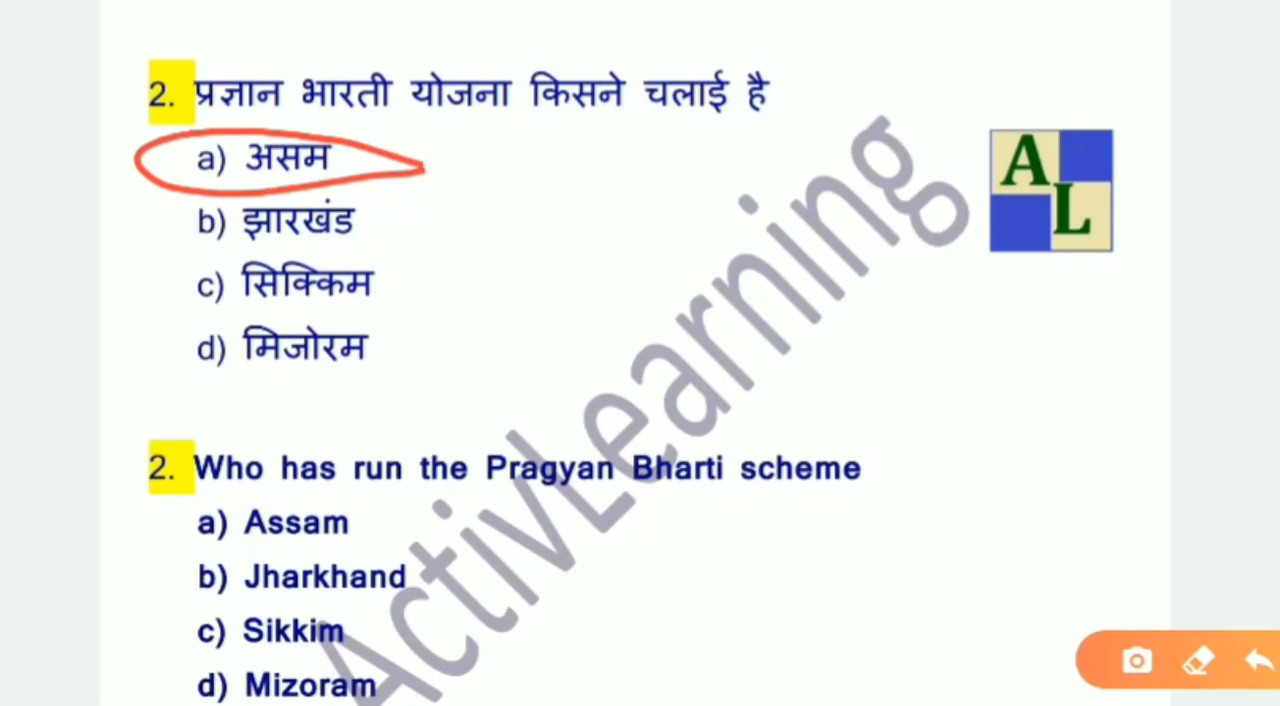 2. प्रज्ञान भारती योजना किसने चलाई है
a) असम
b) झारखंड
c) सिक्किम
d) मिजोरम
A
L
2. Who has run the Pragyan Bharti scheme
a) Assam
b) Jharkhand
c) Sikkim
d) Mizoram
ActivLearning